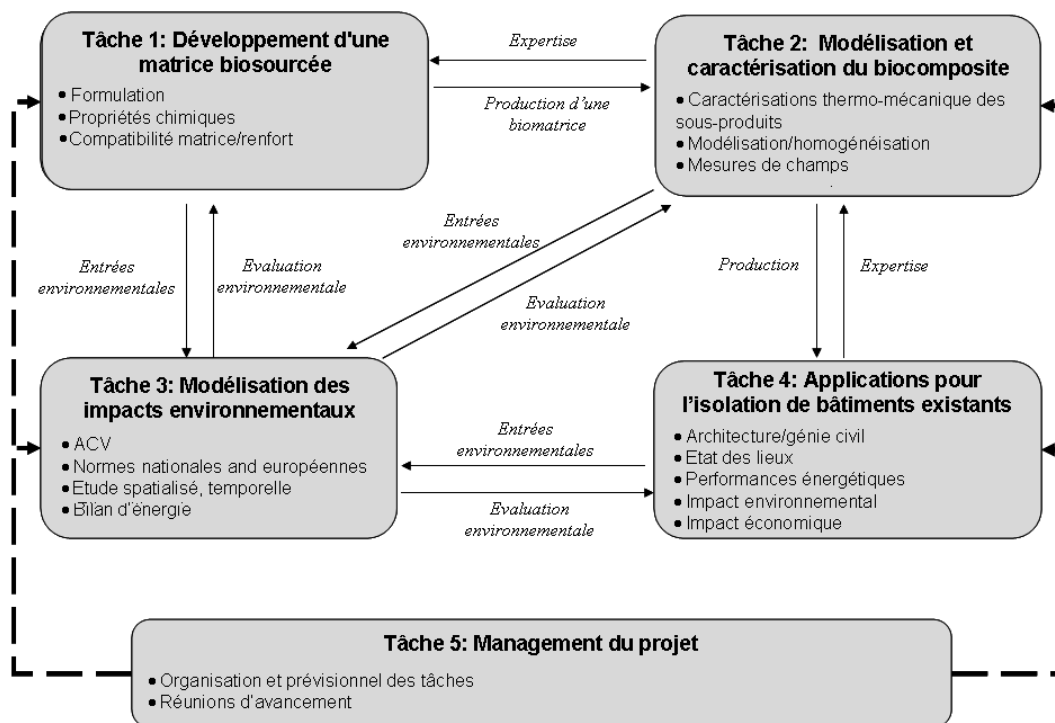 Tâche 1: Développement d'une
matrice biosourcée
● Formulation
● Propriétés chimiques
● Compatibilité matrice/renfort
Expertise
Production d’une
biomatrice
Tâche 2: Modélisation et
caractérisation du biocomposite
● Caractérisations thermo-mécanique des
sous-produits
● Modélisation/homogénéisation
● Mesures de champs
.
Entrées
environnementales
Evaluation
environnementale
Entrées
environnementales
Evaluation
environnementale
Production
Expertise
Tâche 3: Modélisation des
impacts environnementaux
● ACV
● Normes nationales and européennes
● Etude spatialisé, temporelle
● Bilan d’énergie
Entrées
environnementales
Evaluation
environnementale
Tâche 4: Applications pour
l’isolation de bâtiments existants
● Architecture/génie civil
● Etat des lieux
● Performances énergétiques
● Impact environnemental
● Impact économique
Tâche 5: Management du projet
● Organisation et prévisionnel des tâches
● Réunions d’avancement